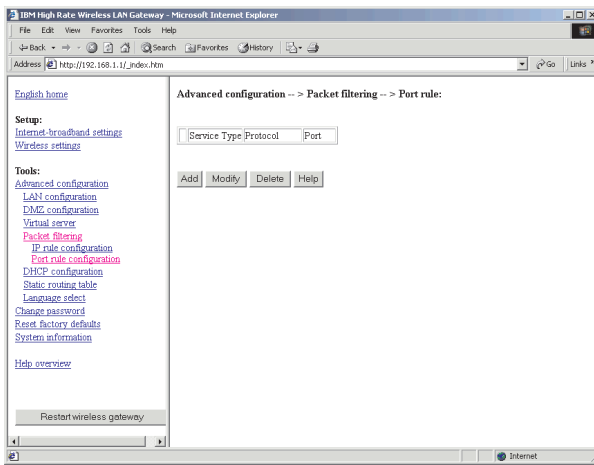 IBM High Rate Wireless LAN Gateway - Microsoft Internet Explorer
File Edit View Favorites Tools Help
Back Search Favorites History
Address http://192.168.1.1/_index.htm Go Links
English home
Setup:
Internet-broadband settings
Wireless settings
Tools:
Advanced configuration
LAN configuration
DMZ configuration
Virtual server
Packet filtering
IP rule configuration
Port rule configuration
DHCP configuration
Static routing table
Language select
Change password
Reset factory defaults
System information
Help overview
Restart wireless gateway
Advanced configuration -- > Packet filtering -- > Port rule:
Service Type Protocol Port
Add Modify Delete Help
Internet